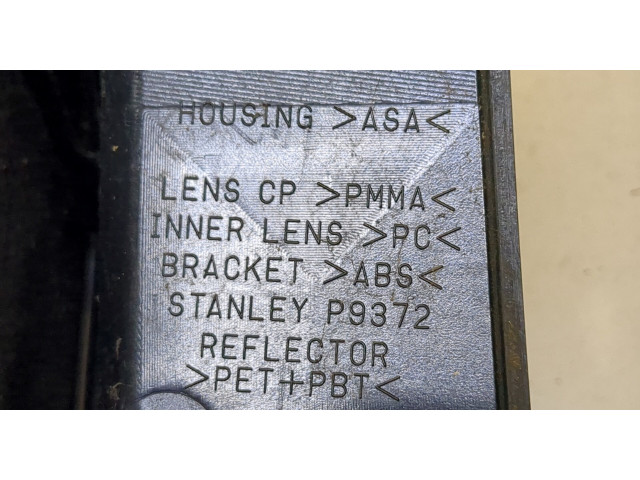 HOUSING >ASA<
LENS CP >PMMA<
INNER LENS >PC<
BRACKET >ABS<
STANLEY P9372
REFLECTOR
>PET+PBT<